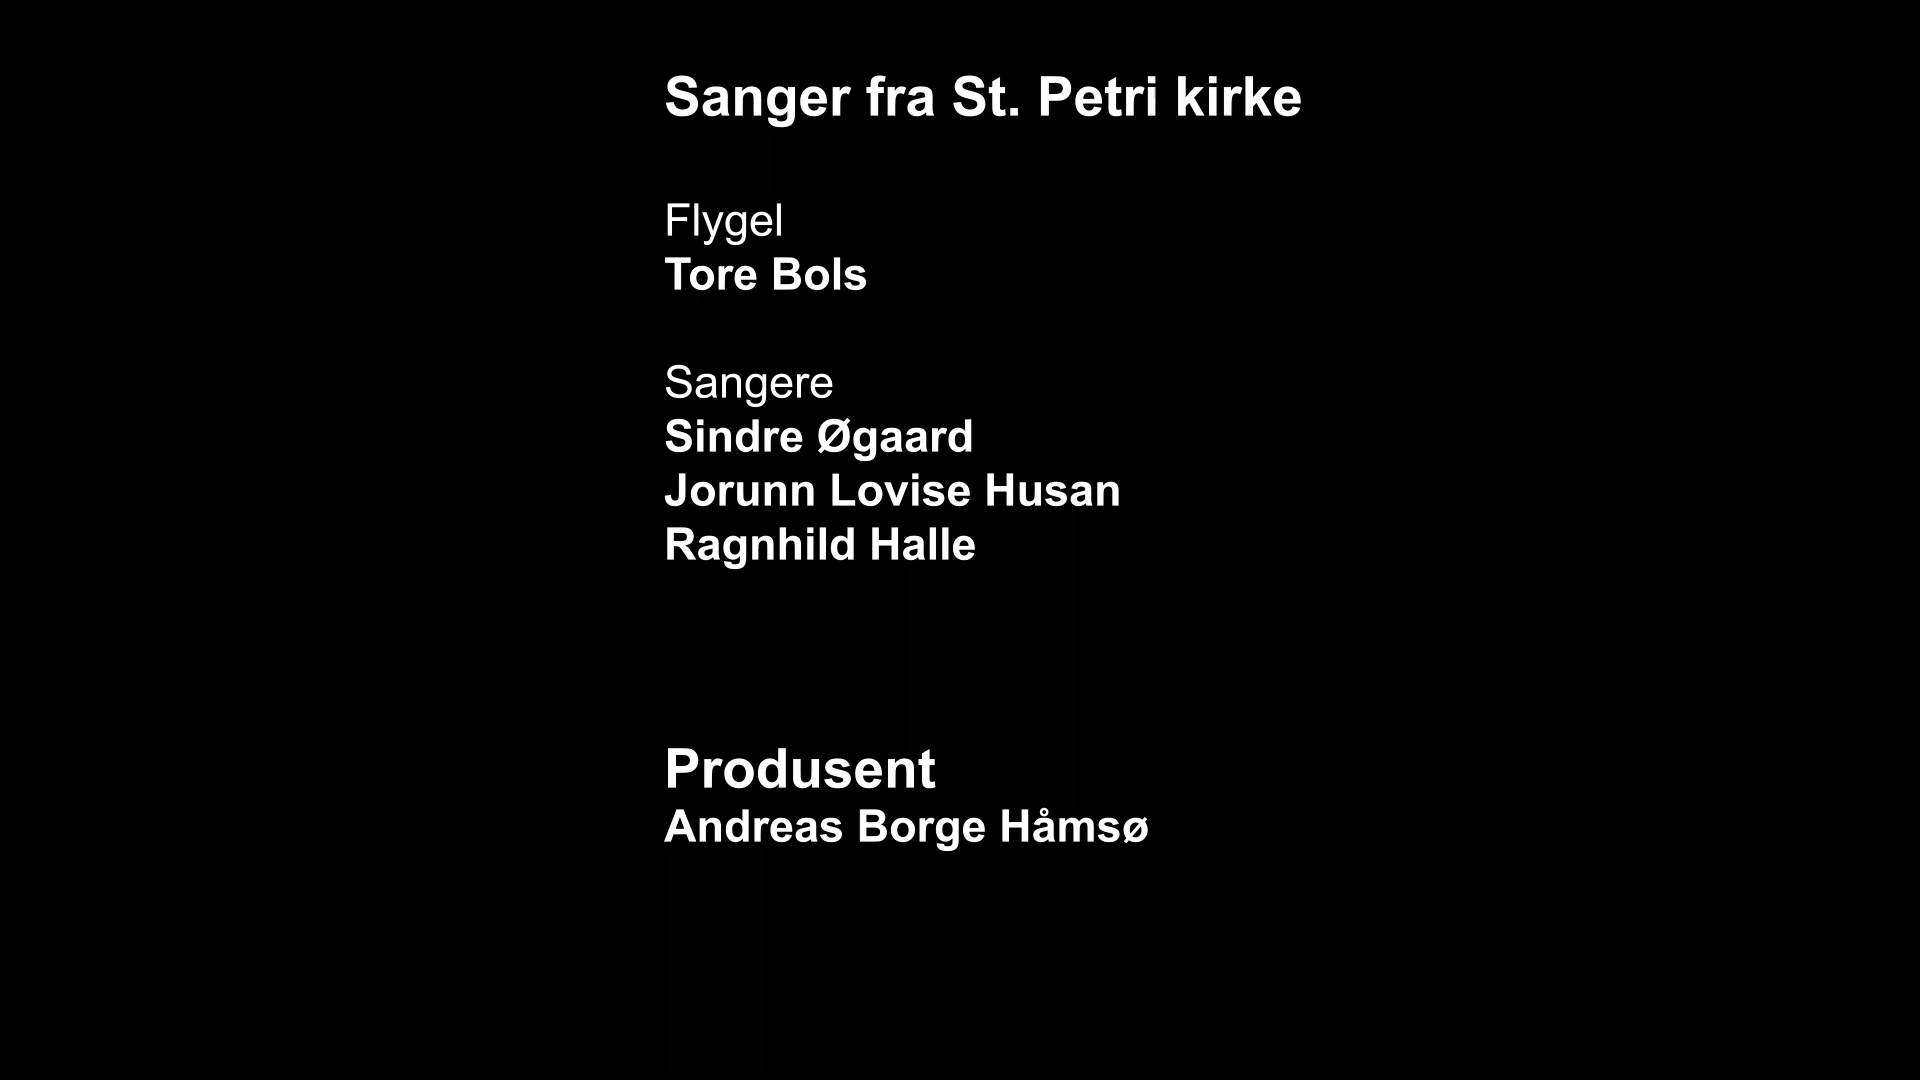 Sanger fra St. Petri kirke
Flygel
Tore Bols
Sangere
Sindre Øgaard
Jorunn Lovise Husan
Ragnhild Halle
Produsent
Andreas Borge Håmsø